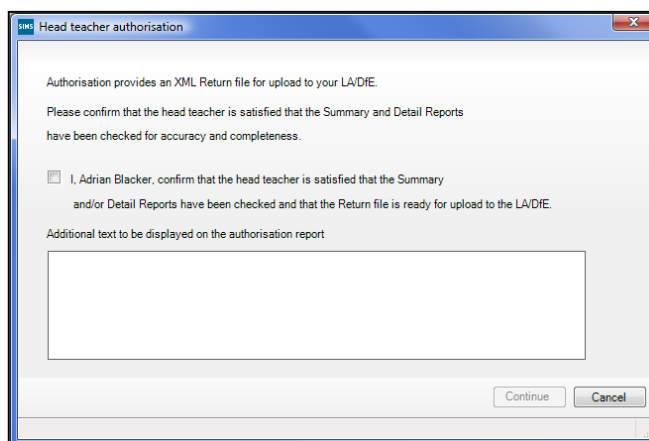 SIMS Head teacher authorisation
Authorisation provides an XML Return file for upload to your LA/DfE.
Please confirm that the head teacher is satisfied that the Summary and Detail Reports
have been checked for accuracy and completeness.
I, Adrian Blacker, confirm that the head teacher is satisfied that the Summary
and/or Detail Reports have been checked and that the Return file is ready for upload to the LA/DfE.
Additional text to be displayed on the authorisation report
Continue Cancel